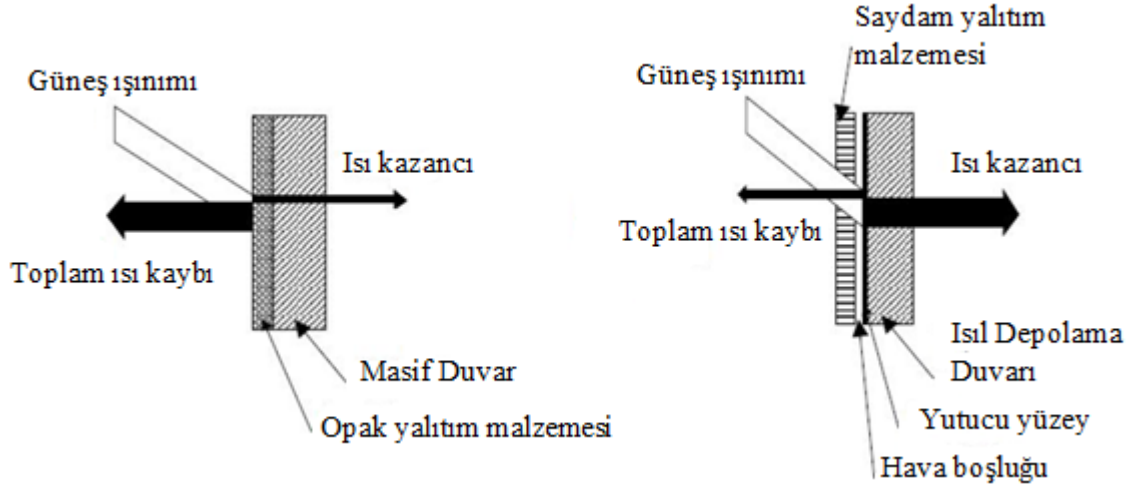 Güneş ışınımı
Isı kazancı
Toplam ısı kaybı
Masif Duvar
Opak yalıtım malzemesi
Saydam yalıtım
malzemesi
Güneş ışınımı
Isı kazancı
Toplam ısı kaybı
Isıl Depolama
Duvarı
Yutucu yüzey
Hava boşluğu